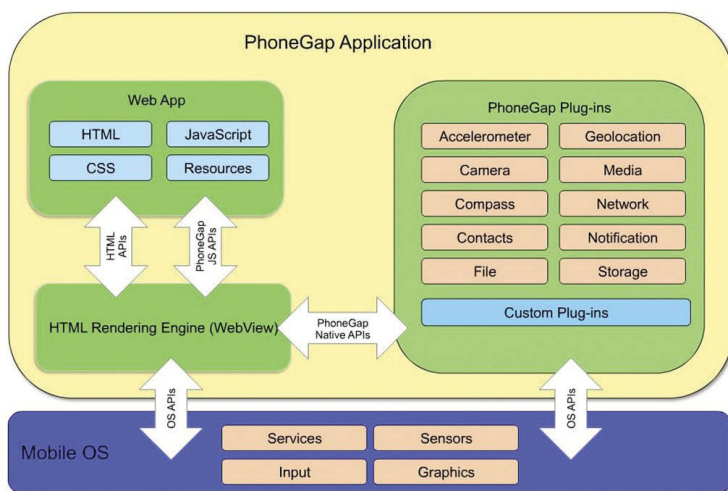 PhoneGap Application
Web App
HTML
JavaScript
CSS
Resources
HTML
APIs
PhoneGap
JS APIs
HTML Rendering Engine (WebView)
PhoneGap
Native APIs
PhoneGap Plug-ins
Accelerometer
Geolocation
Camera
Media
Compass
Network
Contacts
Notification
File
Storage
Custom Plug-ins
OS APIs
OS APIs
Mobile OS
Services
Sensors
Input
Graphics